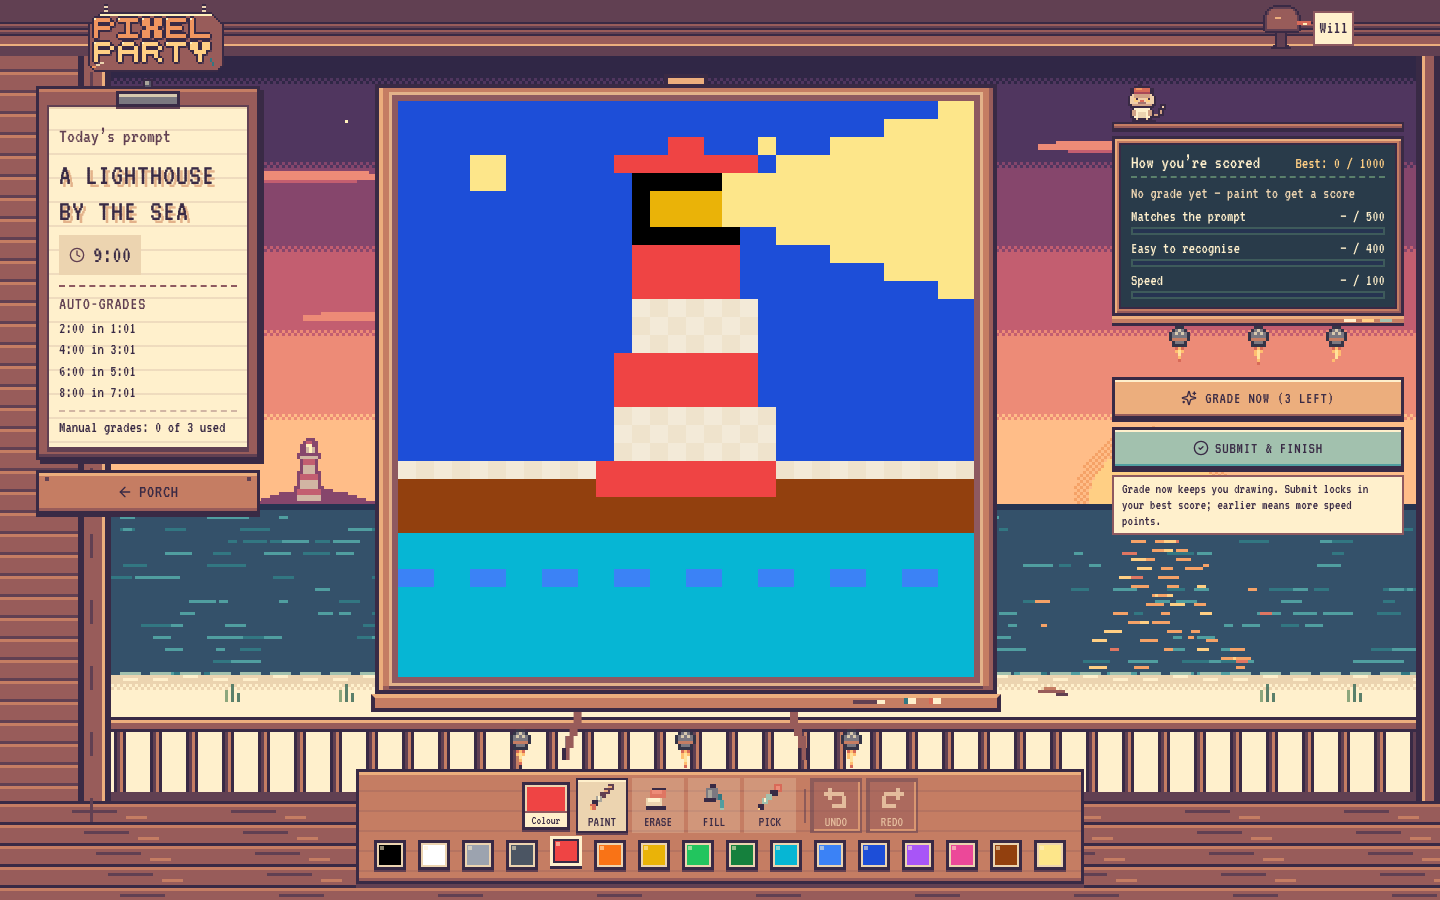 PIXEL
PARTY
Will
Today's prompt
A LIGHTHOUSE
BY THE SEA
9:00
AUTO-GRADES
2:00 in 1:01
4:00 in 3:01
6:00 in 5:01
8:00 in 7:01
Manual grades: 0 of 3 used
← PORCH
How you're scored
Best: 0 / 1000
No grade yet - paint to get a score
Matches the prompt
- / 500
Easy to recognise
- / 400
Speed
- / 100
GRADE NOW (3 LEFT)
SUBMIT & FINISH
Grade now keeps you drawing. Submit locks in
your best score; earlier means more speed
points.
Colour
PAINT
ERASE
FILL
PICK
UNDO
REDO